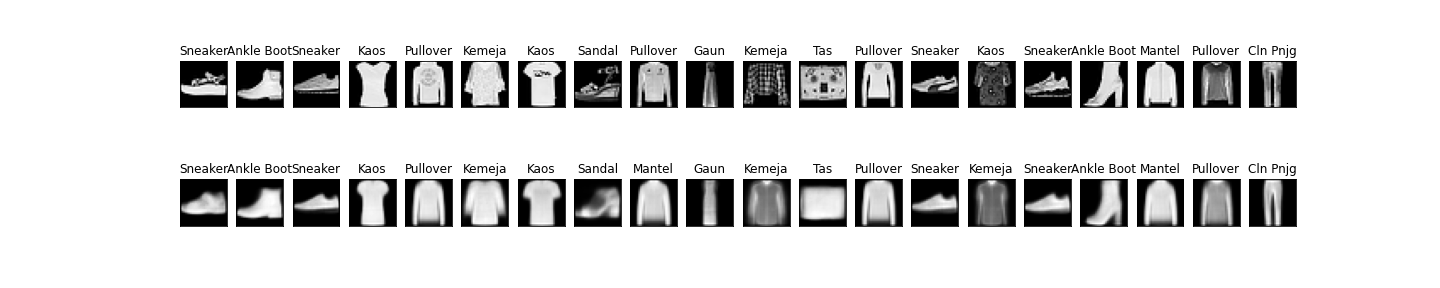 Sneaker Ankle Boot Sneaker Kaos Pullover Kemeja Kaos Sandal Pullover Gaun Kemeja Tas Pullover Sneaker Kaos Sneaker Ankle Boot Mantel Pullover Cln Pnjg
Sneaker Ankle Boot Sneaker Kaos Pullover Kemeja Kaos Sandal Mantel Gaun Kemeja Tas Pullover Sneaker Kemeja Sneaker Ankle Boot Mantel Pullover Cln Pnjg